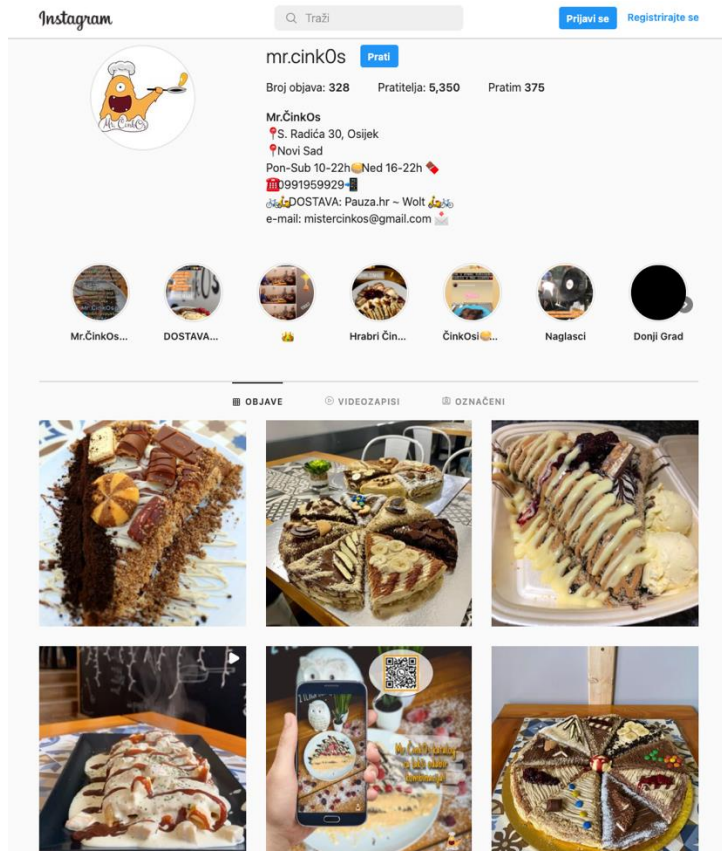 Instagram
Traži
Prijavi se
Registrirajte se
Mr. ČinkOs
mr.cink0s
Prati
Broj objava: 328 Pratitelja: 5,350 Pratim 375
Mr.ČinkOs
S. Radića 30, Osijek
Novi Sad
Pon-Sub 10-22h Ned 16-22h
0991959929
DOSTAVA: Pauza.hr ~ Wolt
e-mail: mistercinkos@gmail.com
Mr.ČinkOs...
DOSTAVA...
Hrabri Čin...
ČinkOsi...
Naglasci
Donji Grad
OBJAVE
VIDEOZAPISI
OZNAČENI